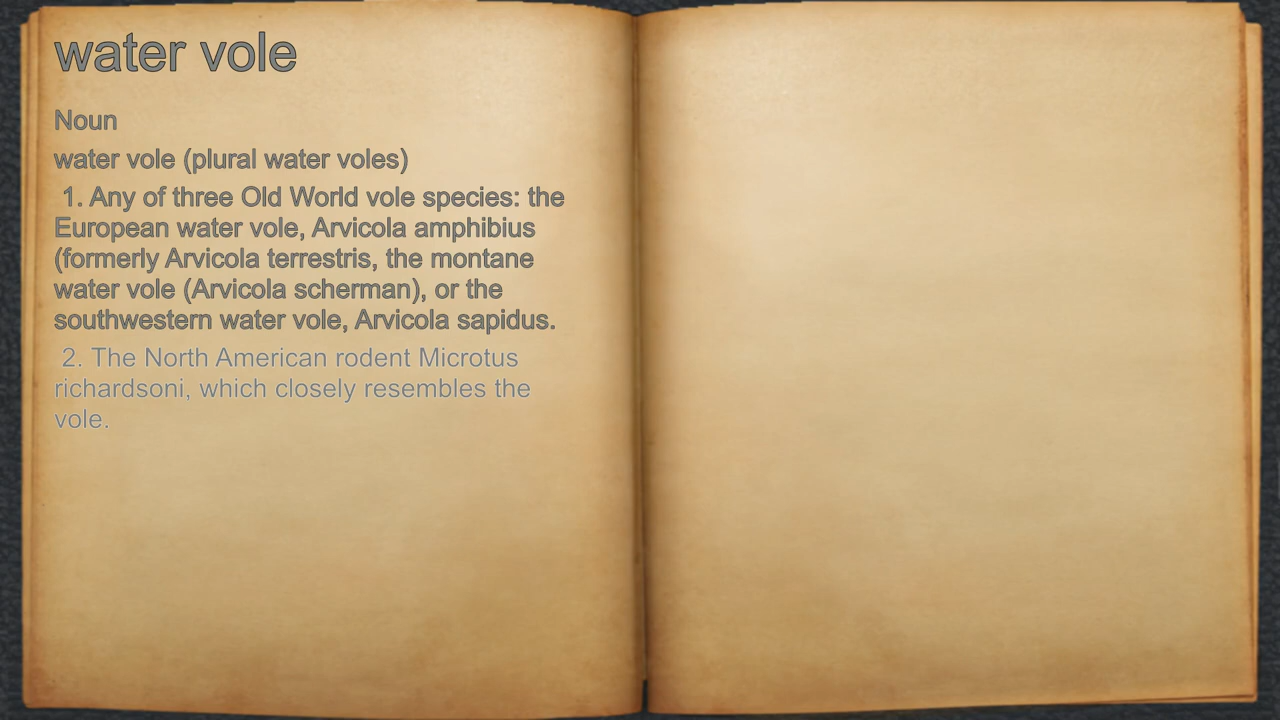 water vole
Noun
water vole (plural water voles)
1. Any of three Old World vole species: the
European water vole, Arvicola amphibius
(formerly Arvicola terrestris, the montane
water vole (Arvicola scherman), or the
southwestern water vole, Arvicola sapidus.
2. The North American rodent Microtus
richardsoni, which closely resembles the
vole.